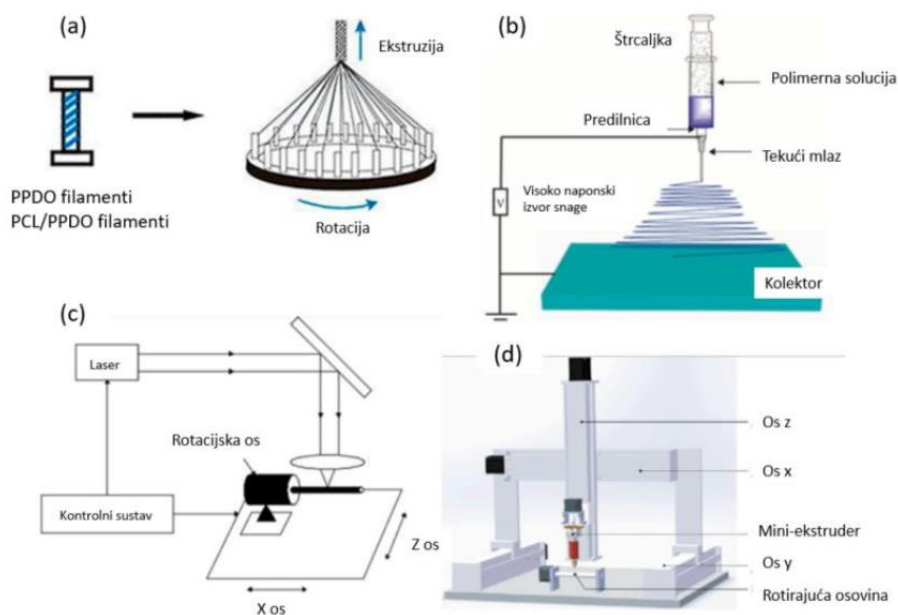 (a)
Ekstruzija
PPDO filamenti
PCL/PPDO filamenti
Rotacija
(b)
Štrcaljka
Polimerna solucija
Predilnica
Tekući mlaz
Visoko naponski
izvor snage
V
Kolektor
(c)
Laser
Rotacijska os
Kontrolni sustav
Z os
X os
(d)
Os z
Os x
Mini-ekstruder
Os y
Rotirajuća osovina